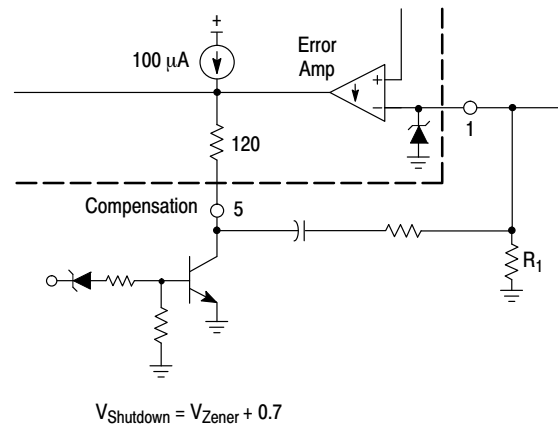 +
100 μA
Error
Amp
+
−
1
120
Compensation
5
R1
VShutdown = VZener + 0.7